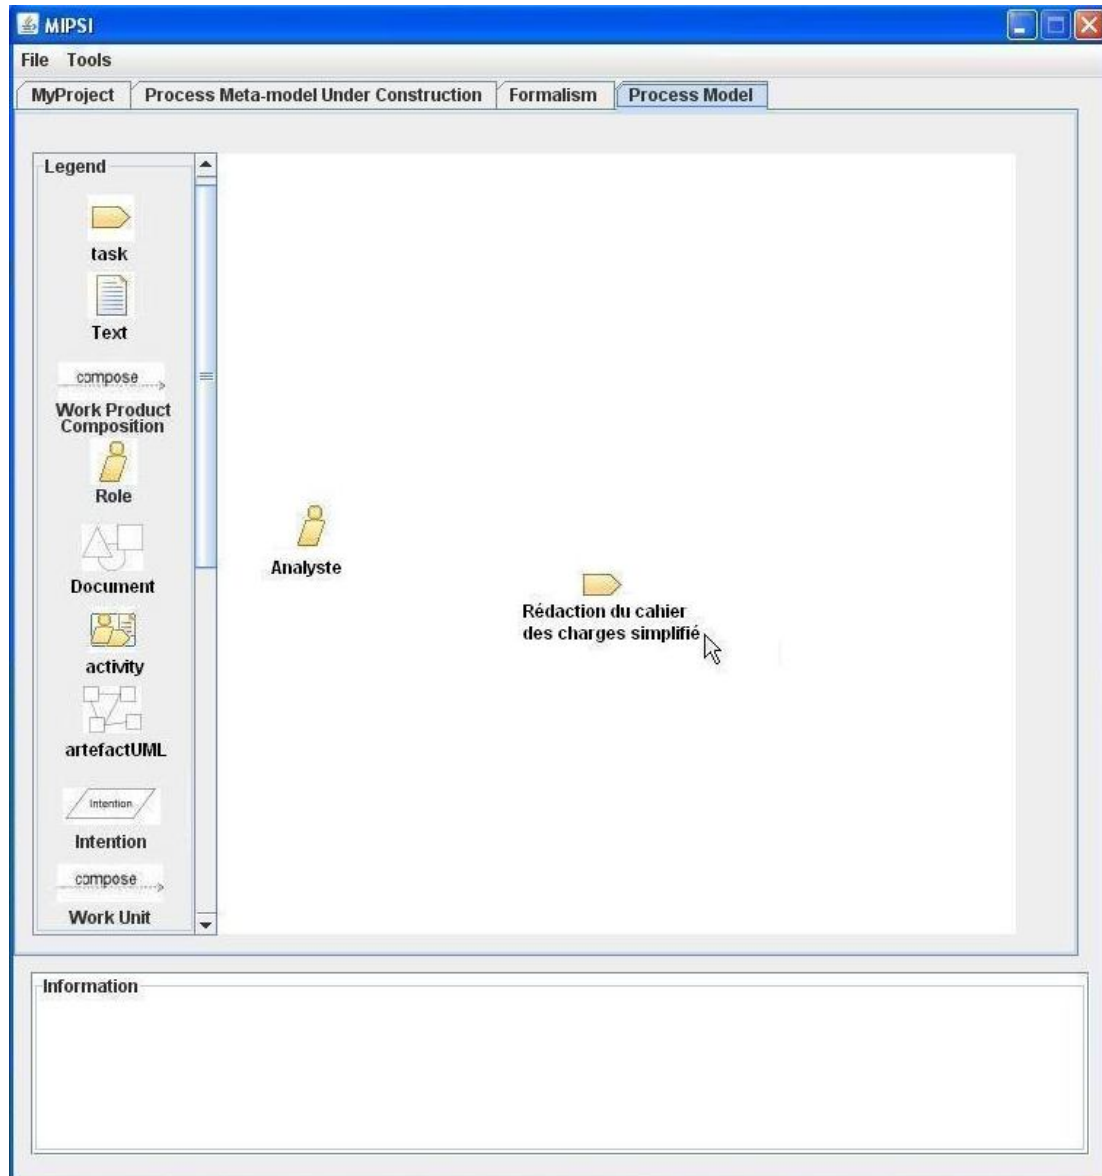 MIPSI
File Tools
MyProject Process Meta-model Under Construction Formalism Process Model
Legend
task
Text
compose
Work Product
Composition
Role
Document
activity
artefactUML
Intention
Intention
compose
Work Unit
Analyste
Rédaction du cahier
des charges simplifié
Information